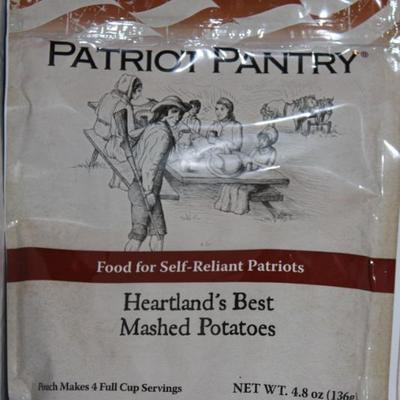 PATRIOT PANTRY®
Food for Self-Reliant Patriots
Heartland's Best
Mashed Potatoes
Pouch Makes 4 Full Cup Servings NET WT. 4.8 oz (136g)